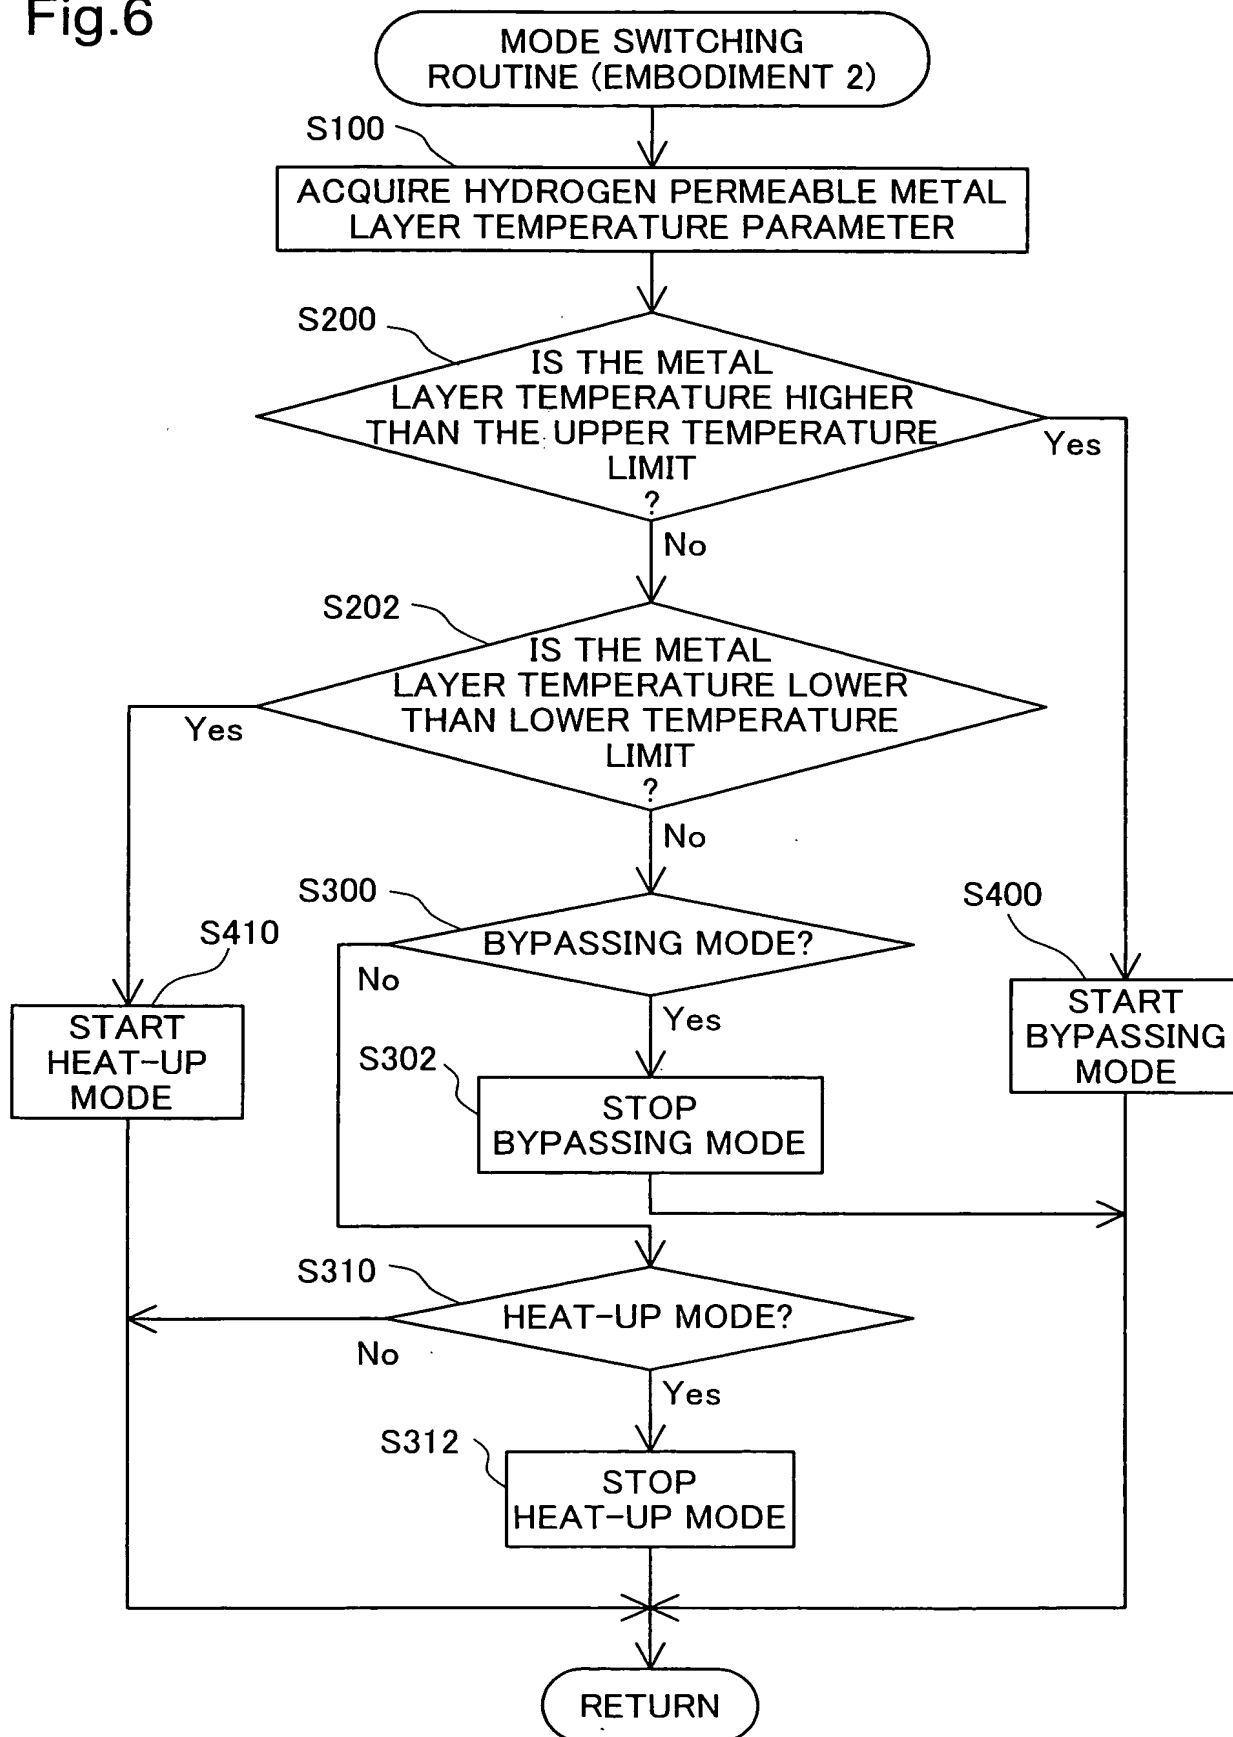 Fig.6
MODE SWITCHING
ROUTINE (EMBODIMENT 2)
S100
ACQUIRE HYDROGEN PERMEABLE METAL
LAYER TEMPERATURE PARAMETER
S200
IS THE METAL
LAYER TEMPERATURE HIGHER
THAN THE UPPER TEMPERATURE
LIMIT
?
Yes
No
S202
IS THE METAL
LAYER TEMPERATURE LOWER
THAN LOWER TEMPERATURE
LIMIT
?
Yes
No
S300
BYPASSING MODE?
No
Yes
S400
START
BYPASSING
MODE
S410
START
HEAT-UP
MODE
S302
STOP
BYPASSING MODE
S310
HEAT-UP MODE?
No
Yes
S312
STOP
HEAT-UP MODE
RETURN